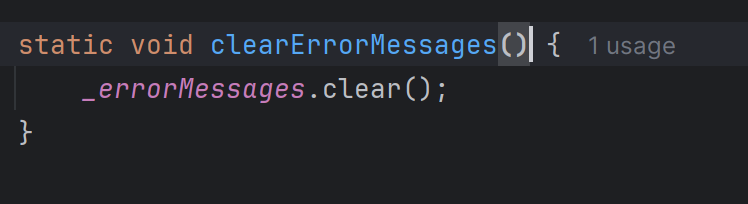 static void clearErrorMessages() { 1 usage
_errorMessages.clear();
}